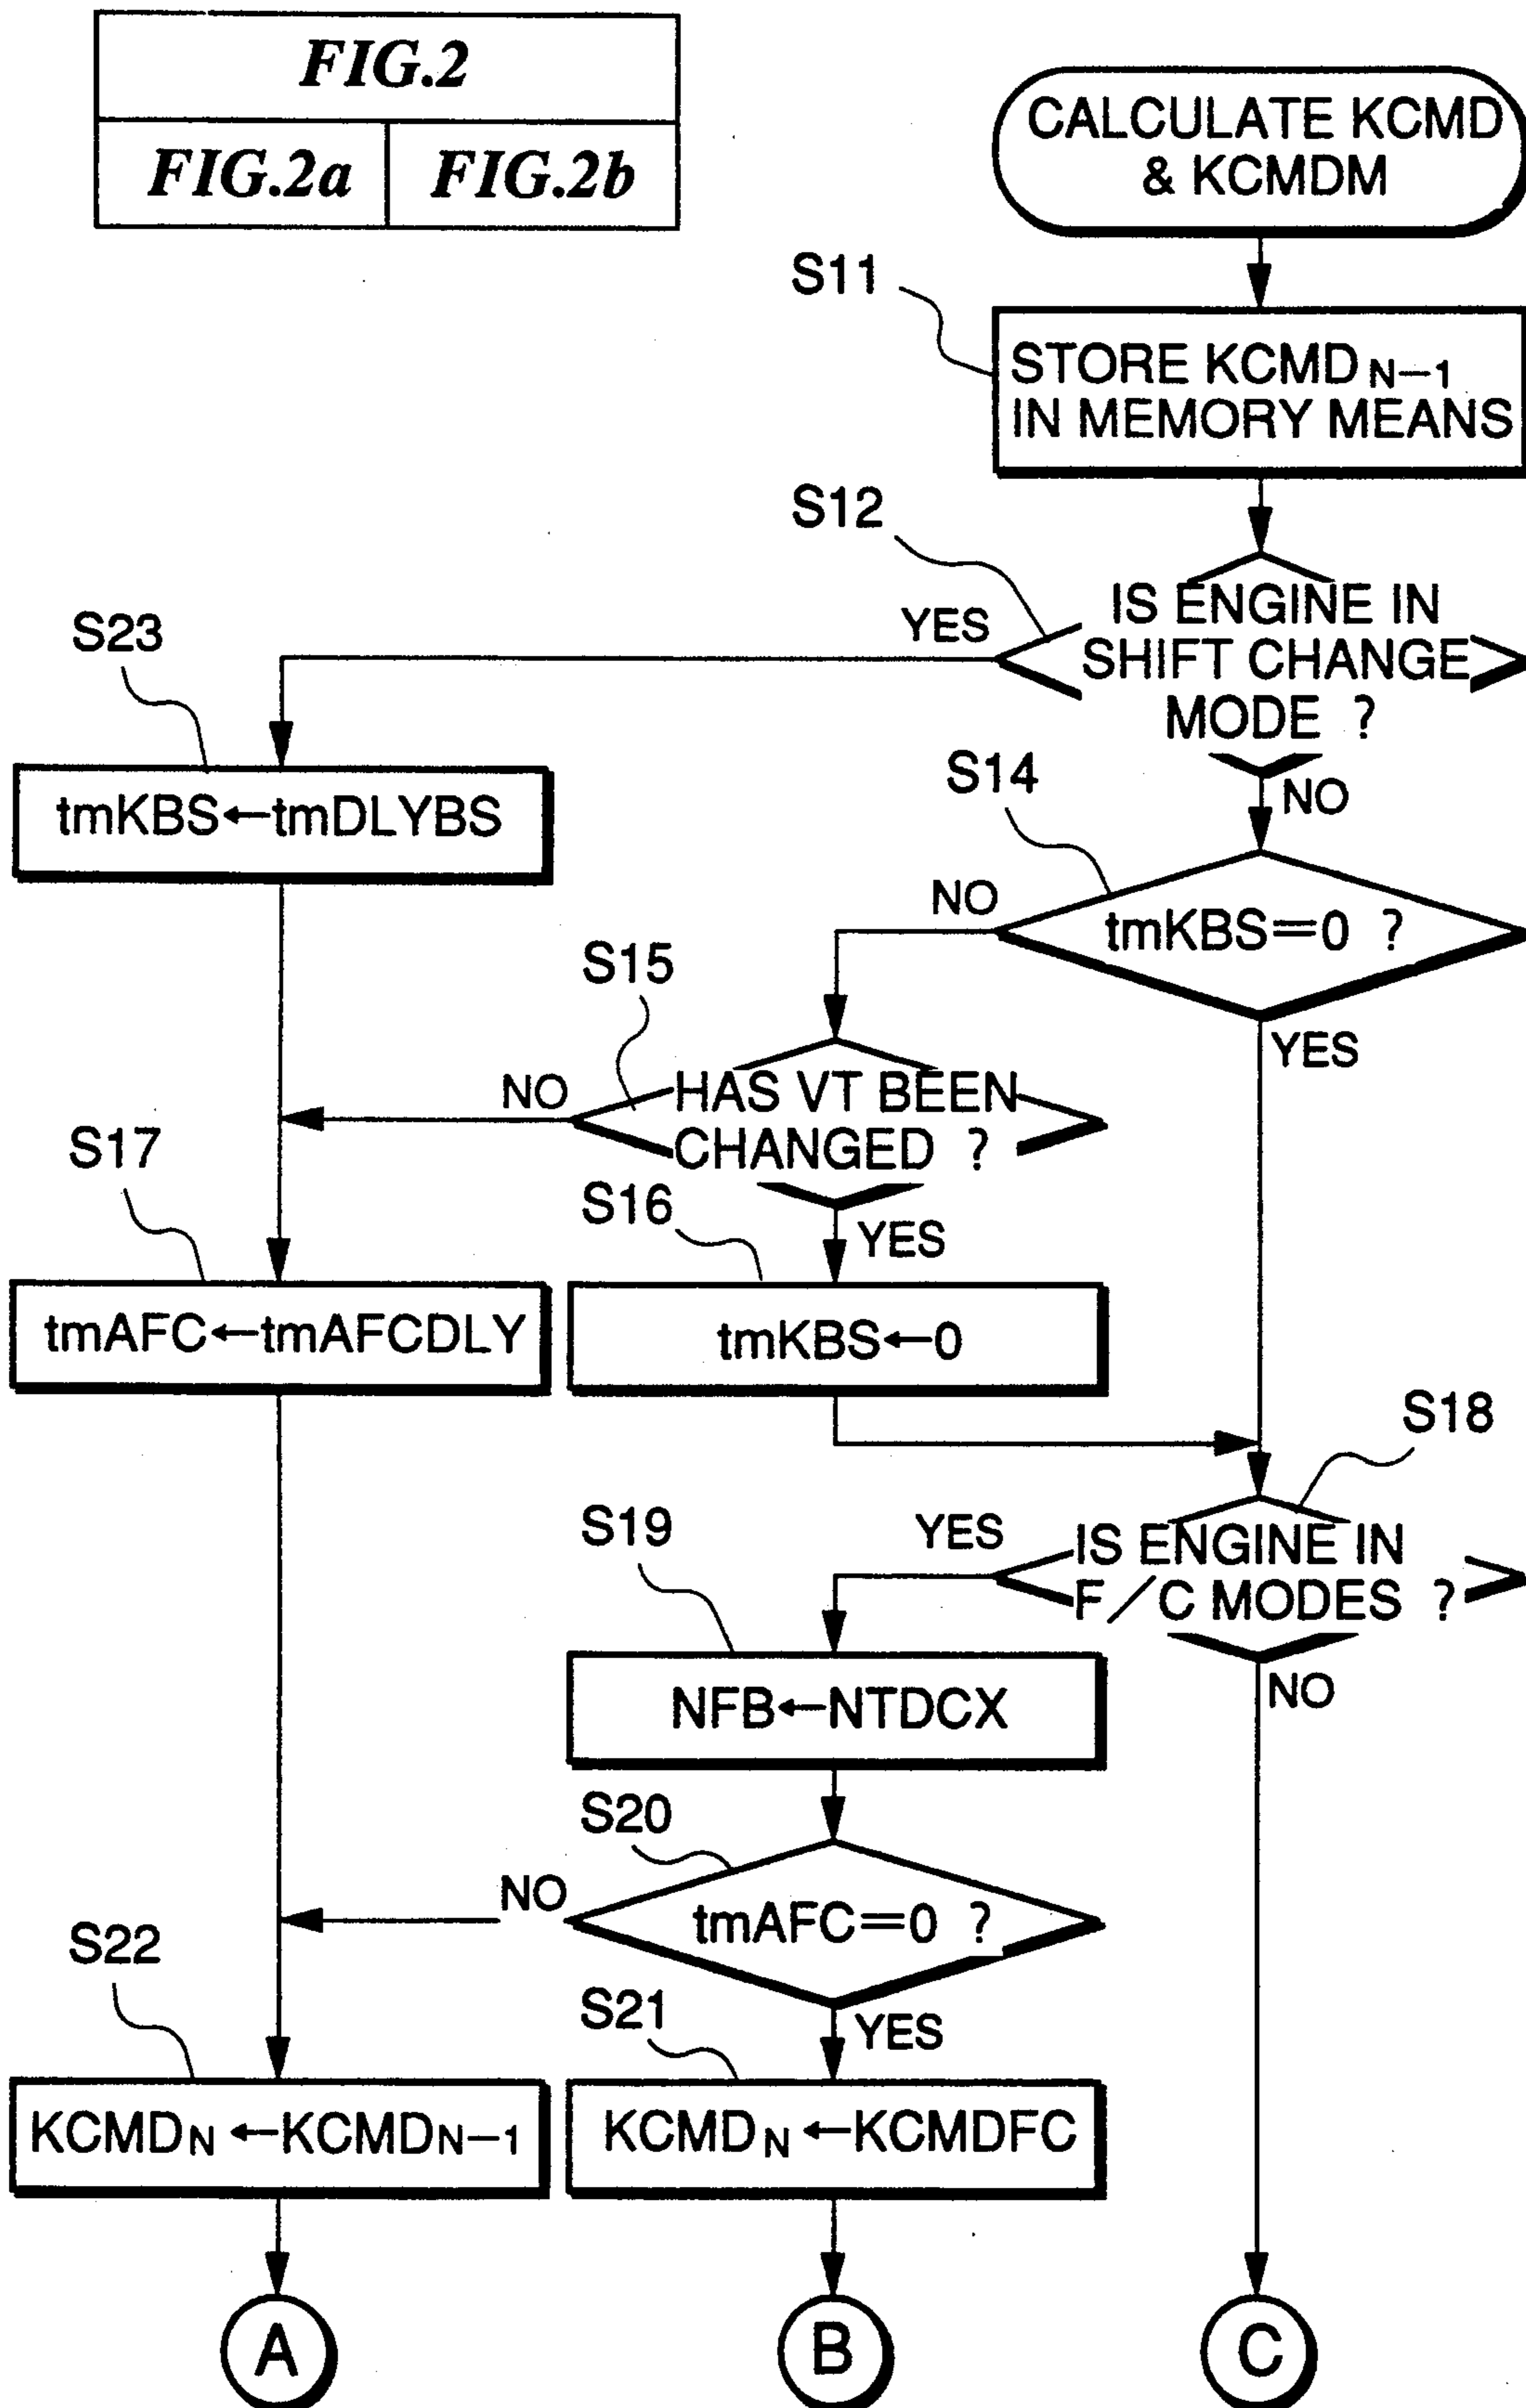 FIG.2
FIG.2a
FIG.2b
CALCULATE KCMD
& KCMDM
S11
STORE KCMDN−1
IN MEMORY MEANS
S12
YES
IS ENGINE IN
SHIFT CHANGE
MODE ?
NO
S23
tmKBS←tmDLYBS
S14
NO
tmKBS=0 ?
YES
S15
NO
HAS VT BEEN
CHANGED ?
YES
S17
tmAFC←tmAFCDLY
S16
tmKBS←0
S18
YES
IS ENGINE IN
F/C MODES ?
NO
S19
NFB←NTDCX
S20
NO
tmAFC=0 ?
YES
S22
KCMDN←KCMDN−1
S21
KCMDN←KCMDFC
A
B
C